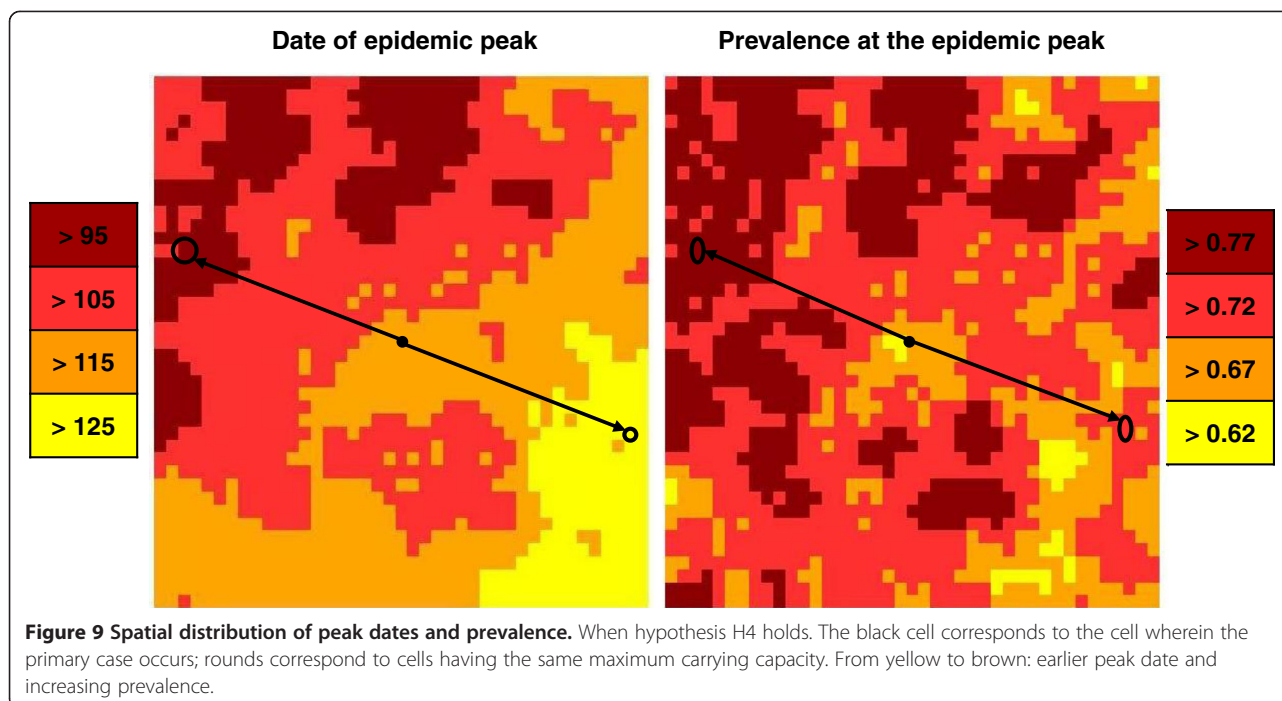 Date of epidemic peak
Prevalence at the epidemic peak
> 95
> 105
> 115
> 125
> 0.77
> 0.72
> 0.67
> 0.62
Figure 9 Spatial distribution of peak dates and prevalence. When hypothesis H4 holds. The black cell corresponds to the cell wherein the
primary case occurs; rounds correspond to cells having the same maximum carrying capacity. From yellow to brown: earlier peak date and
increasing prevalence.